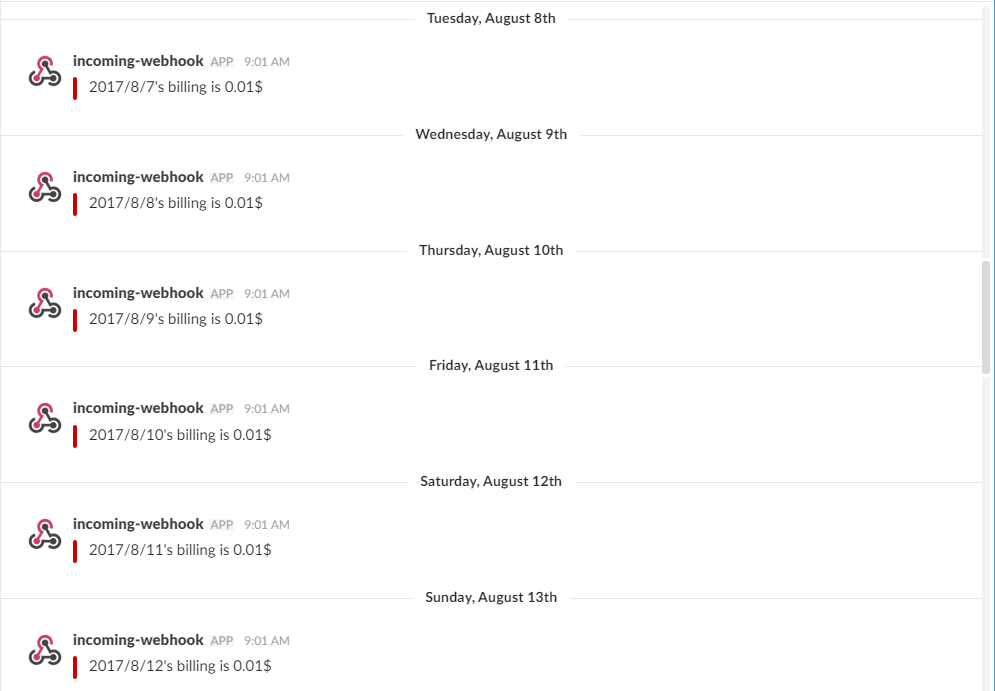 Tuesday, August 8th
incoming-webhook APP 9:01 AM
2017/8/7's billing is 0.01$
Wednesday, August 9th
incoming-webhook APP 9:01 AM
2017/8/8's billing is 0.01$
Thursday, August 10th
incoming-webhook APP 9:01 AM
2017/8/9's billing is 0.01$
Friday, August 11th
incoming-webhook APP 9:01 AM
2017/8/10's billing is 0.01$
Saturday, August 12th
incoming-webhook APP 9:01 AM
2017/8/11's billing is 0.01$
Sunday, August 13th
incoming-webhook APP 9:01 AM
2017/8/12's billing is 0.01$